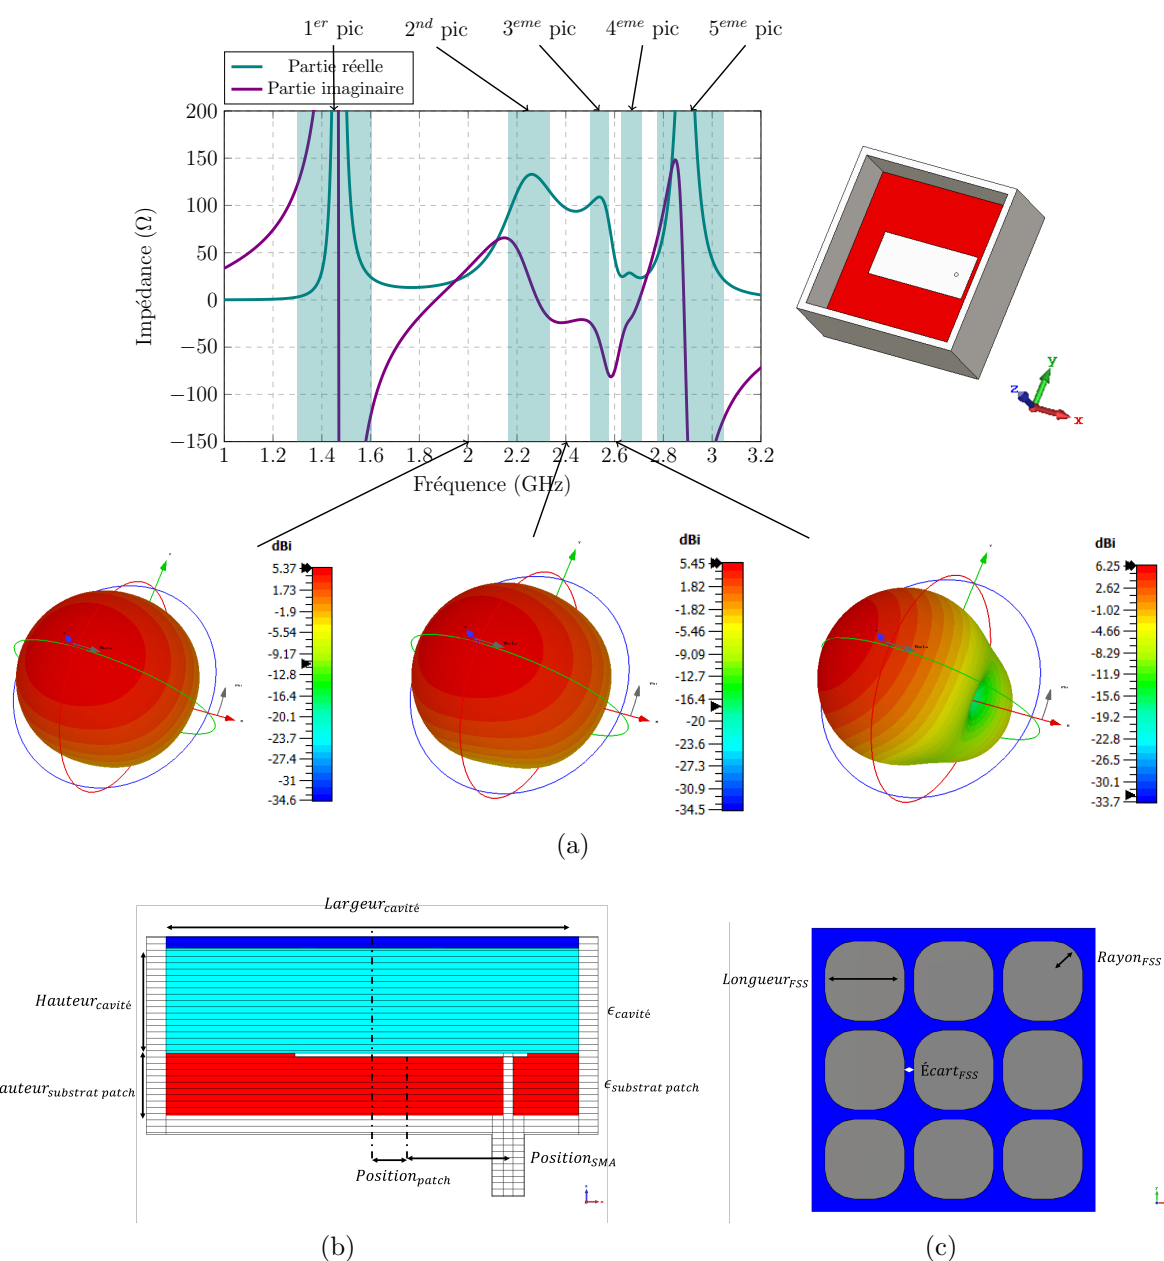 1er pic
2nd pic
3eme pic
4eme pic
5eme pic
Partie réelle
Partie imaginaire
Impédance (Ω)
200
150
100
50
0
−50
−100
−150
1 1.2 1.4 1.6 1.8 2 2.2 2.4 2.6 2.8 3 3.2
Fréquence (GHz)
y
z
x
dBi
5.37
1.73
-1.9
-5.54
-9.17
-12.8
-16.4
-20.1
-23.7
-27.4
-31
-34.6
dBi
5.45
1.82
-1.82
-5.46
-9.09
-12.7
-16.4
-20
-23.6
-27.3
-30.9
-34.5
dBi
6.25
2.62
-1.02
-4.66
-8.29
-11.9
-15.6
-19.2
-22.8
-26.5
-30.1
-33.7
(a)
Largeurcavité
Hauteurcavité
ϵcavité
auteursubstrat patch
ϵsubstrat patch
PositionSMA
Positionpatch
(b)
LongueurFSS
RayonFSS
ÉcartFSS
(c)